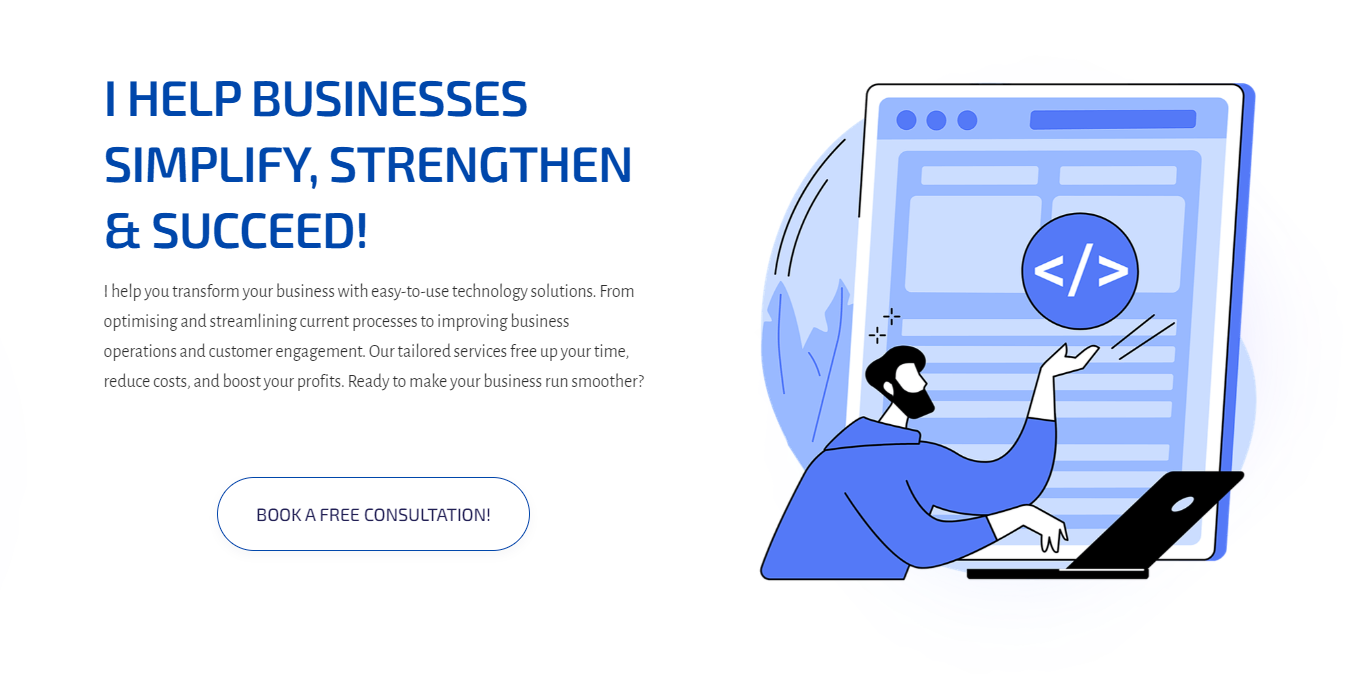 I HELP BUSINESSES
SIMPLIFY, STRENGTHEN
& SUCCEED!
I help you transform your business with easy-to-use technology solutions. From
optimising and streamlining current processes to improving business
operations and customer engagement. Our tailored services free up your time,
reduce costs, and boost your profits. Ready to make your business run smoother?
</>
BOOK A FREE CONSULTATION!